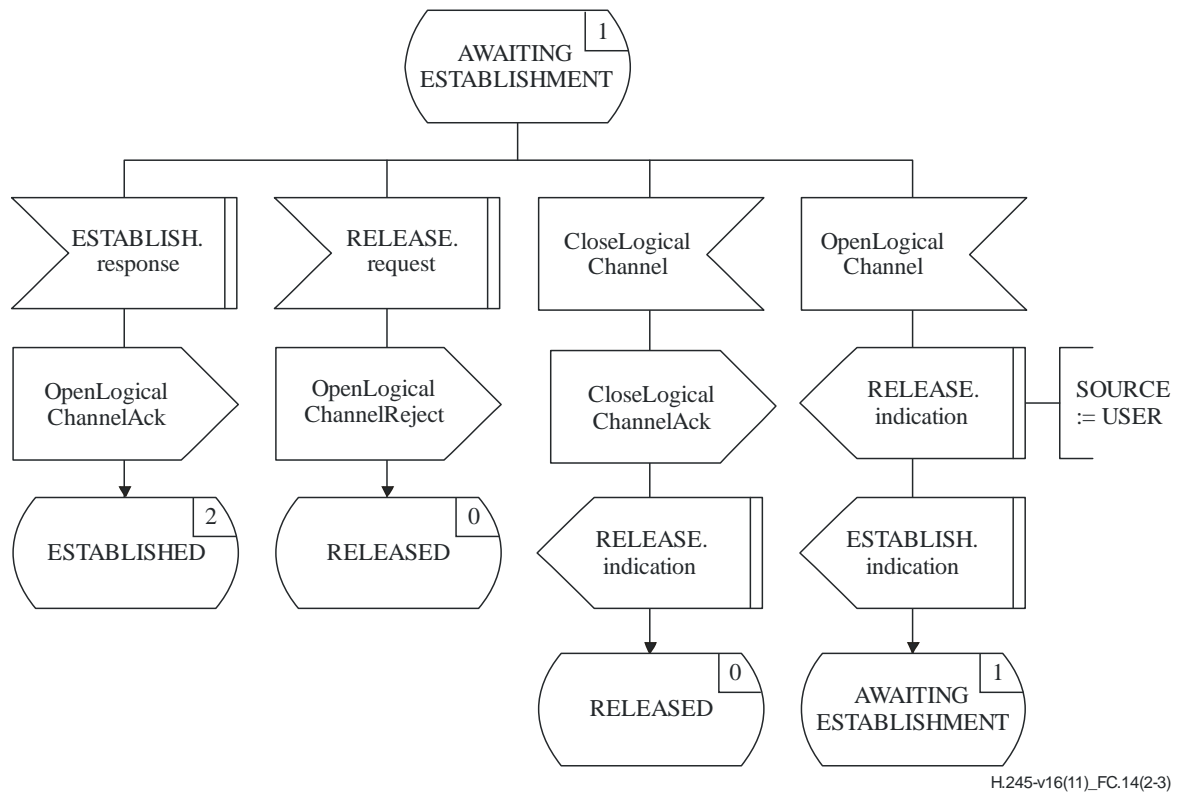 1
AWAITING
ESTABLISHMENT
ESTABLISH.
response
RELEASE.
request
CloseLogical
Channel
OpenLogical
Channel
OpenLogical
ChannelAck
OpenLogical
ChannelReject
CloseLogical
ChannelAck
RELEASE.
indication
SOURCE
:= USER
2
ESTABLISHED
0
RELEASED
RELEASE.
indication
ESTABLISH.
indication
0
RELEASED
1
AWAITING
ESTABLISHMENT
H.245-v16(11)_FC.14(2-3)